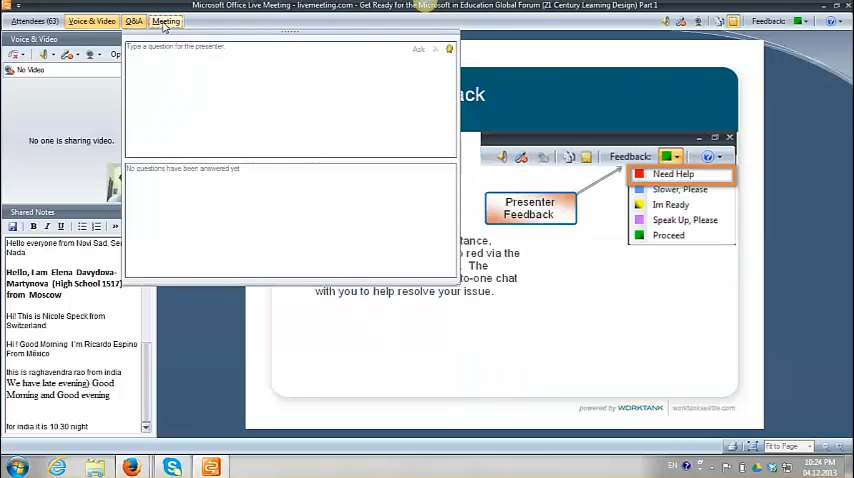 Microsoft Office Live Meeting - livemeeting.com - Get Ready for the Microsoft in Education Global Forum (21 Century Learning Design) Part 1
Attendees (63)
Voice & Video
Q&A
Meeting
Feedback:
Voice & Video
Op
No Video
No one is sharing video.
Type a question for the presenter.
Ask
No questions have been answered yet
ck
Feedback:
Need Help
Slower, Please
Im Ready
Speak Up, Please
Proceed
Presenter
Feedback
tance,
o red via the
. The
-to-one chat
with you to help resolve your issue.
Shared Notes
B I U
Hello everyone from Novi Sad, Se
Nada
Hello, I am Elena Davydova-
Martynova (High School 1517)
from Moscow
Hi! This is Nicole Speck from
Switzerland
Hi ! Good Morning I´m Ricardo Espino
From México
this is raghavendra rao from india
We have late evening) Good
Morning and Good evening
for india it is 10.30 night
powered by WORKTANK
worktankseattle.com
Fit to Page
EN
10:24 PM
04.12.2013